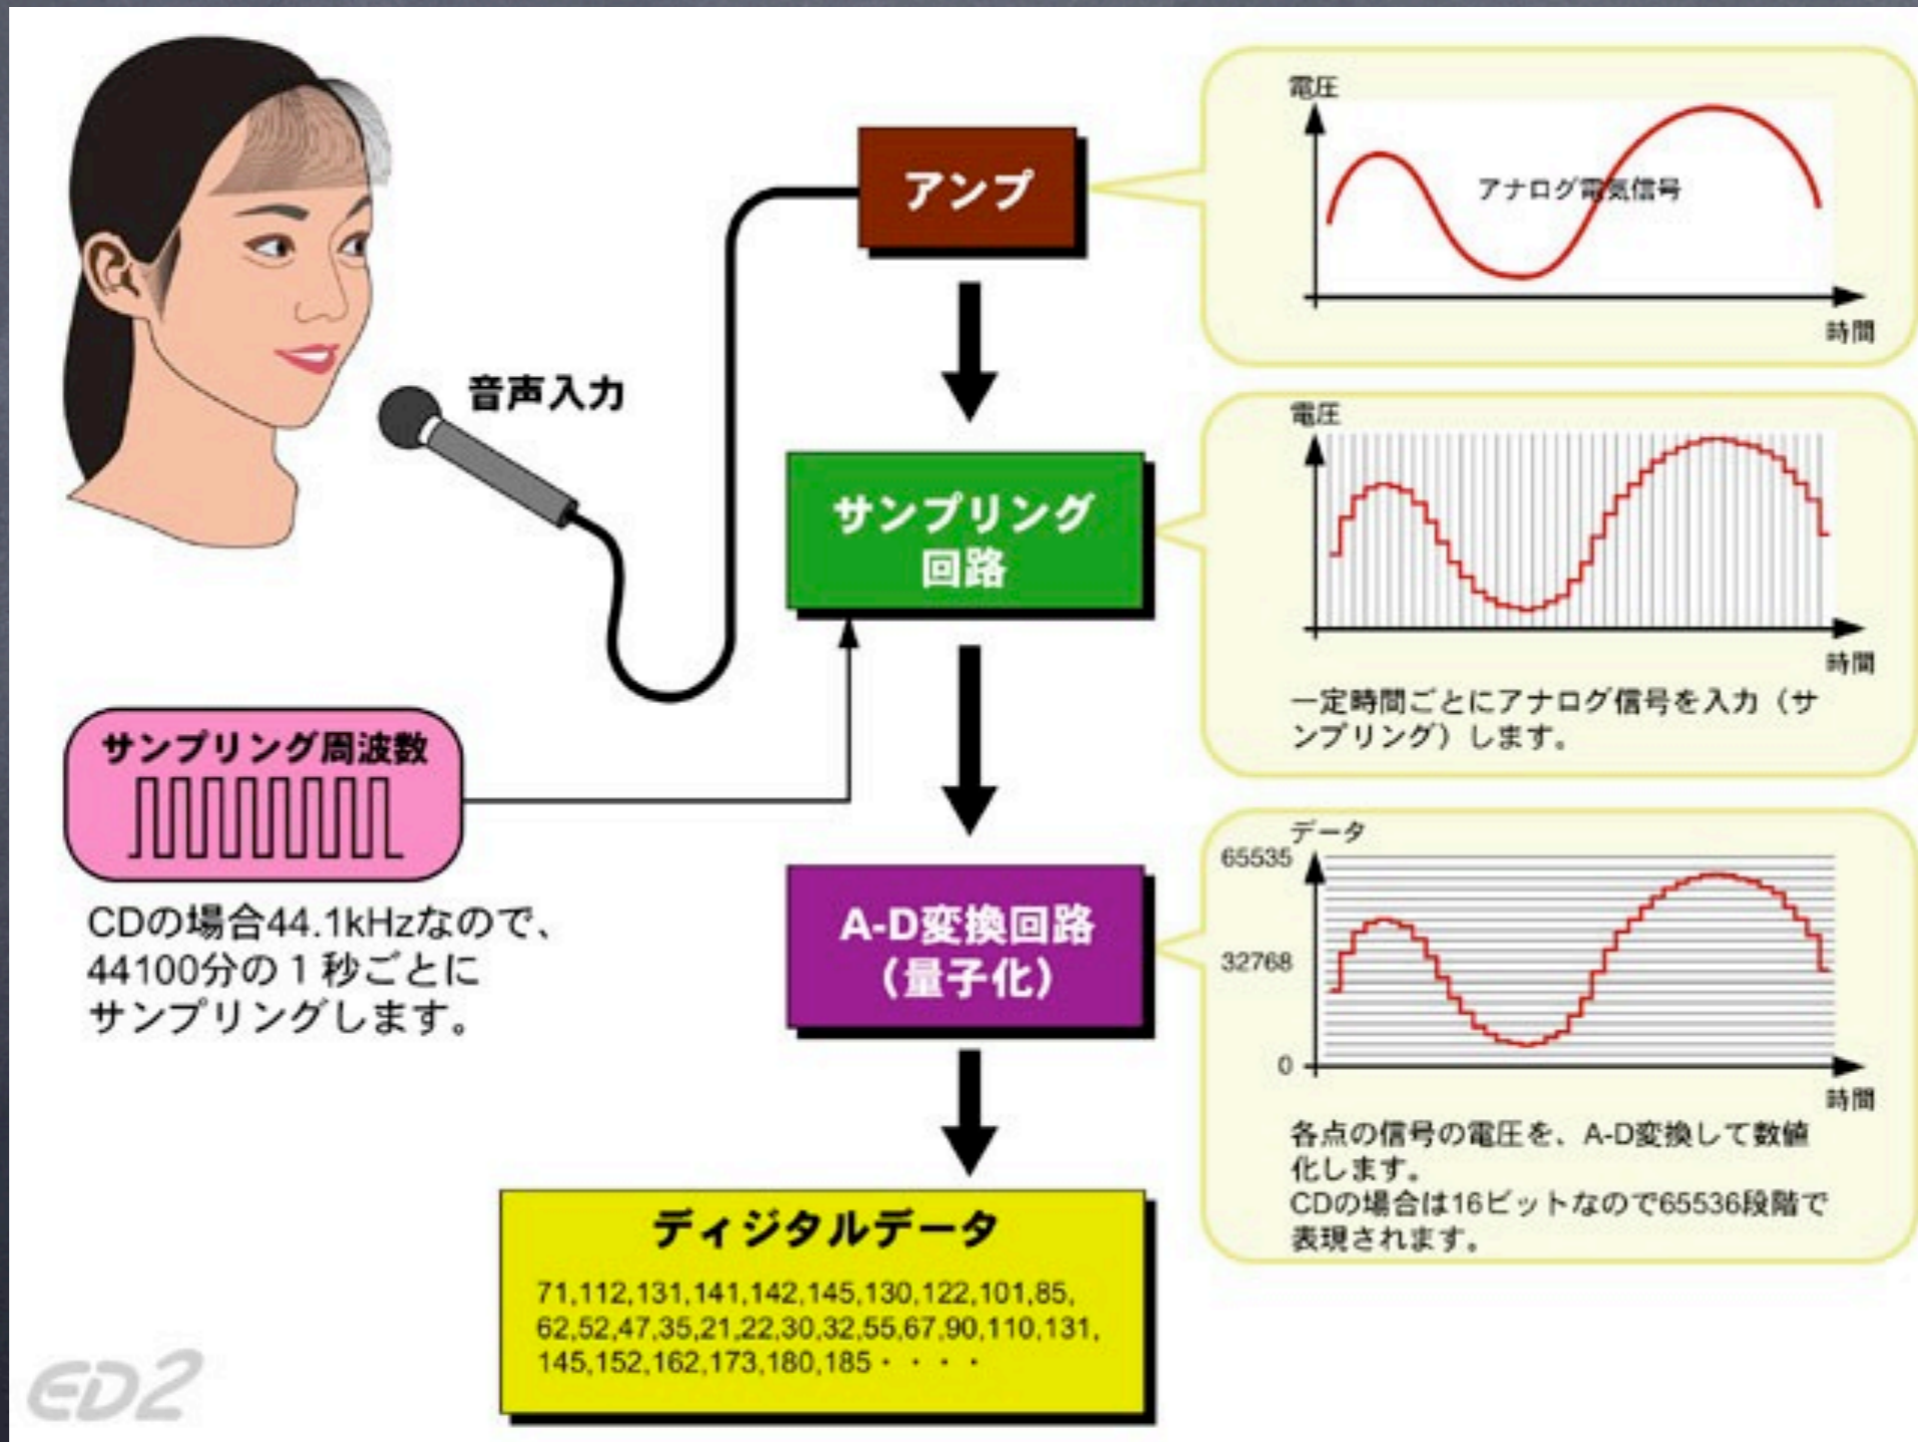 アンプ
電圧
アナログ電気信号
時間
音声入力
サンプリング
回路
電圧
時間
一定時間ごとにアナログ信号を入力（サ
ンプリング）します。
サンプリング周波数
CDの場合44.1kHzなので、
44100分の１秒ごとに
サンプリングします。
A-D変換回路
（量子化）
データ
65535
32768
0
時間
各点の信号の電圧を、A-D変換して数値
化します。
CDの場合は16ビットなので65536段階で
表現されます。
ディジタルデータ
71,112,131,141,142,145,130,122,101,85,
62,52,47,35,21,22,30,32,55,67,90,110,131,
145,152,162,173,180,185・・・・
ED2